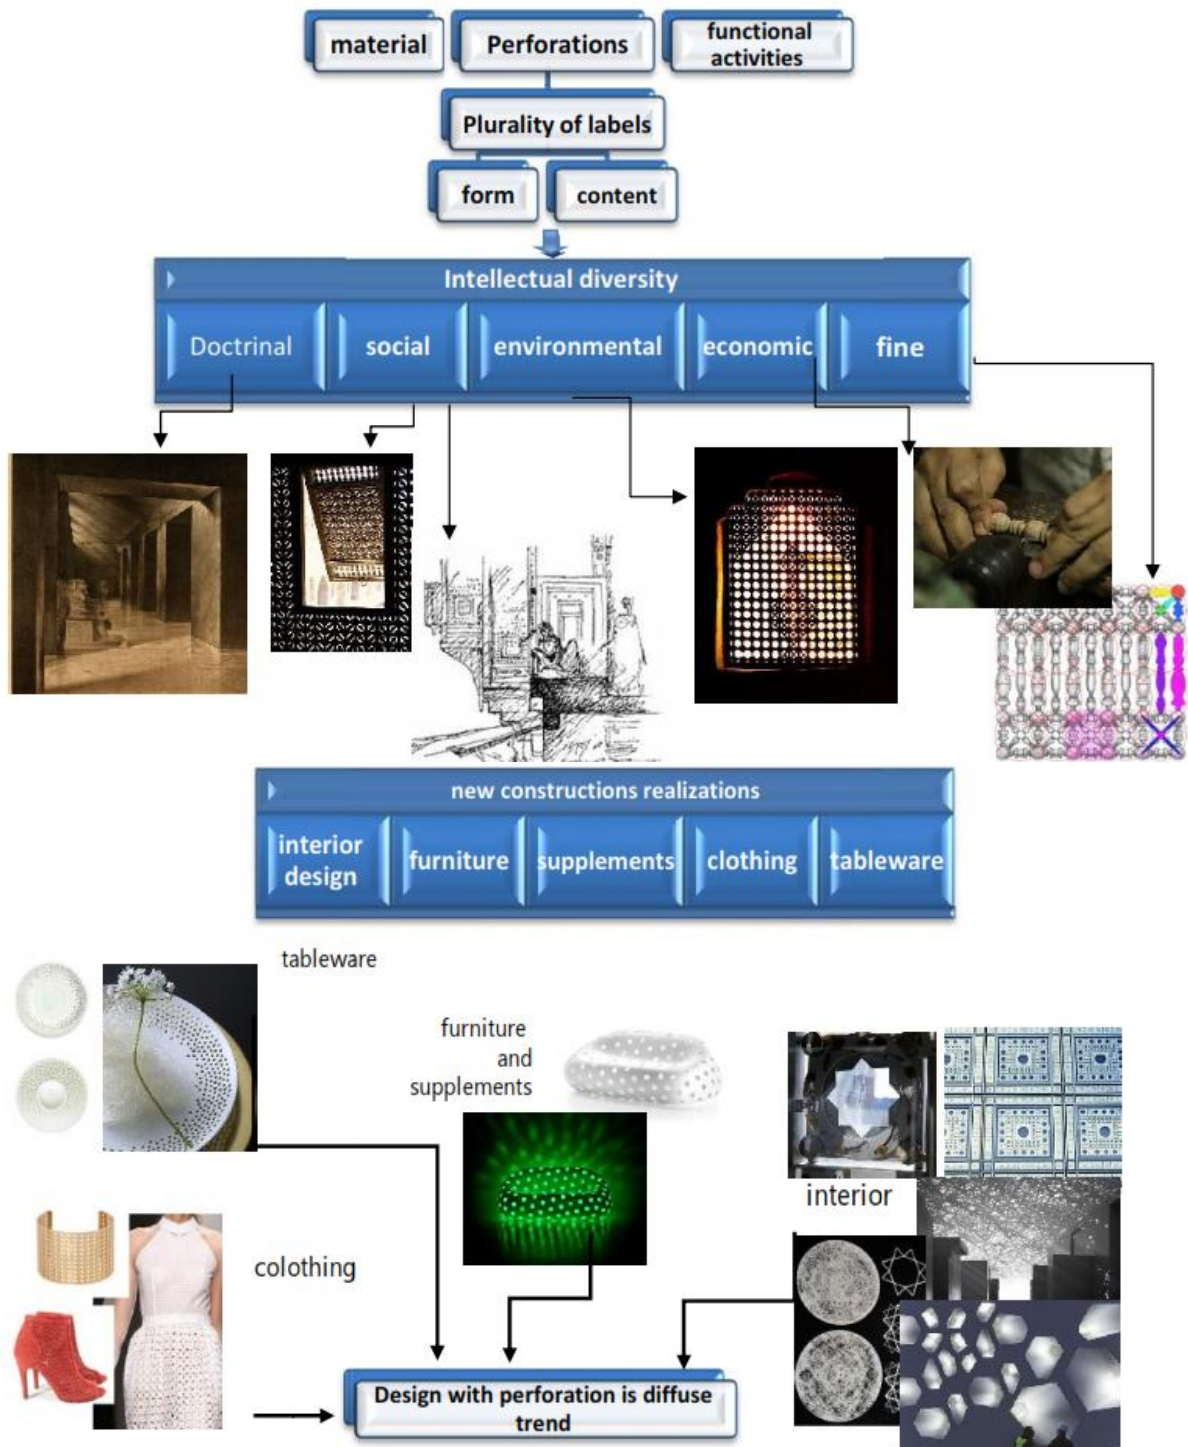 material
Perforations
functional
activities
Plurality of labels
form
content
Intellectual diversity
Doctrinal
social
environmental
economic
fine
new constructions realizations
interior
design
furniture
supplements
clothing
tableware
tableware
furniture
and
supplements
interior
colothing
Design with perforation is diffuse
trend